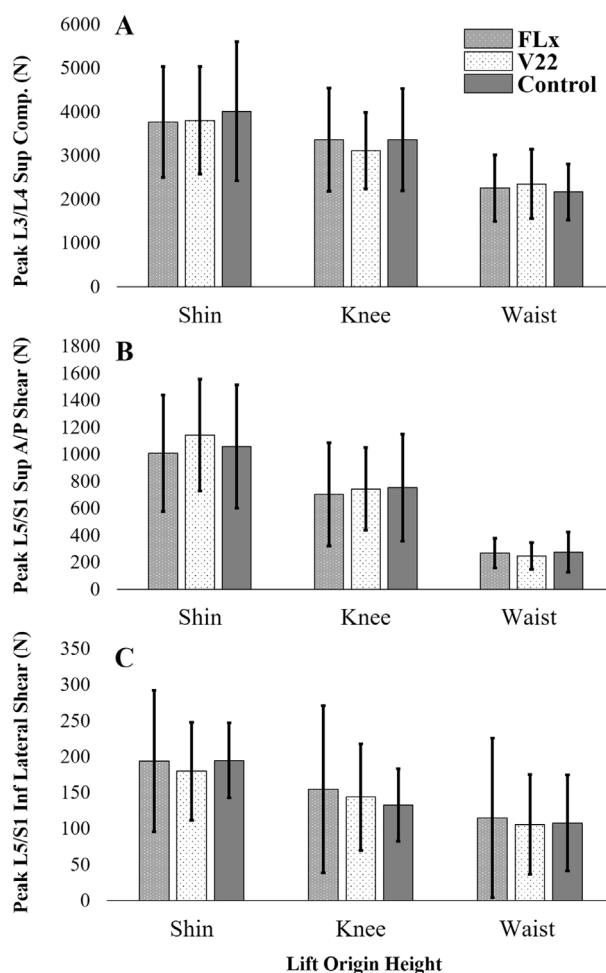 A
Peak L3/L4 Sup Comp. (N)
6000
5000
4000
3000
2000
1000
0
FLx
V22
Control
Shin Knee Waist
B
Peak L5/S1 Sup A/P Shear (N)
1800
1600
1400
1200
1000
800
600
400
200
0
Shin Knee Waist
C
Peak L5/S1 Inf Lateral Shear (N)
350
300
250
200
150
100
50
0
Shin Knee Waist
Lift Origin Height